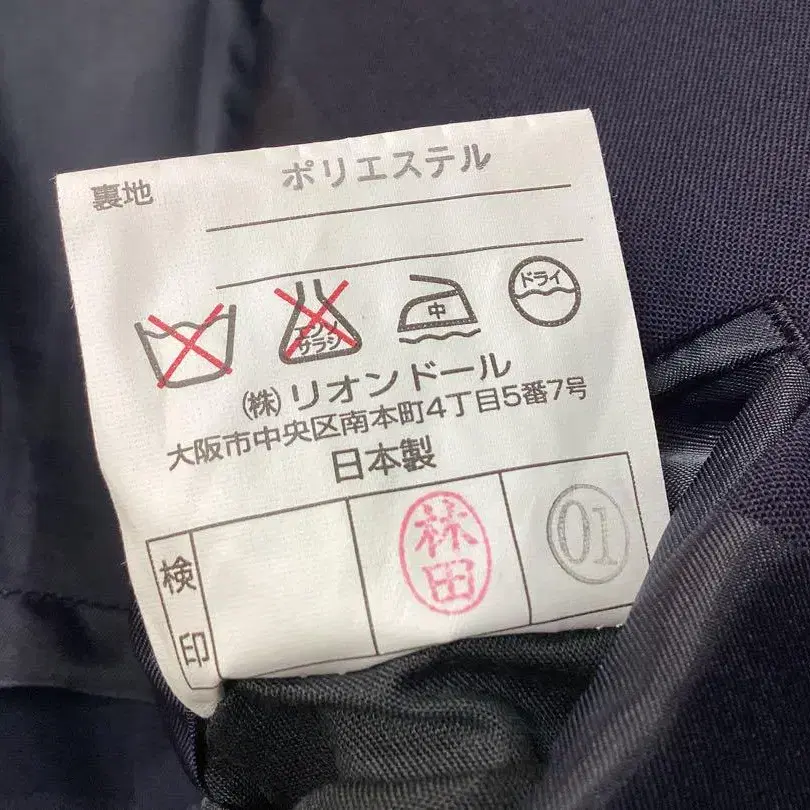 裏地 ポリエステル
エンソ
サラシ
中
ドライ
(株) リオンドール
大阪市中央区南本町4丁目5番7号
日本製
検印
林田
01